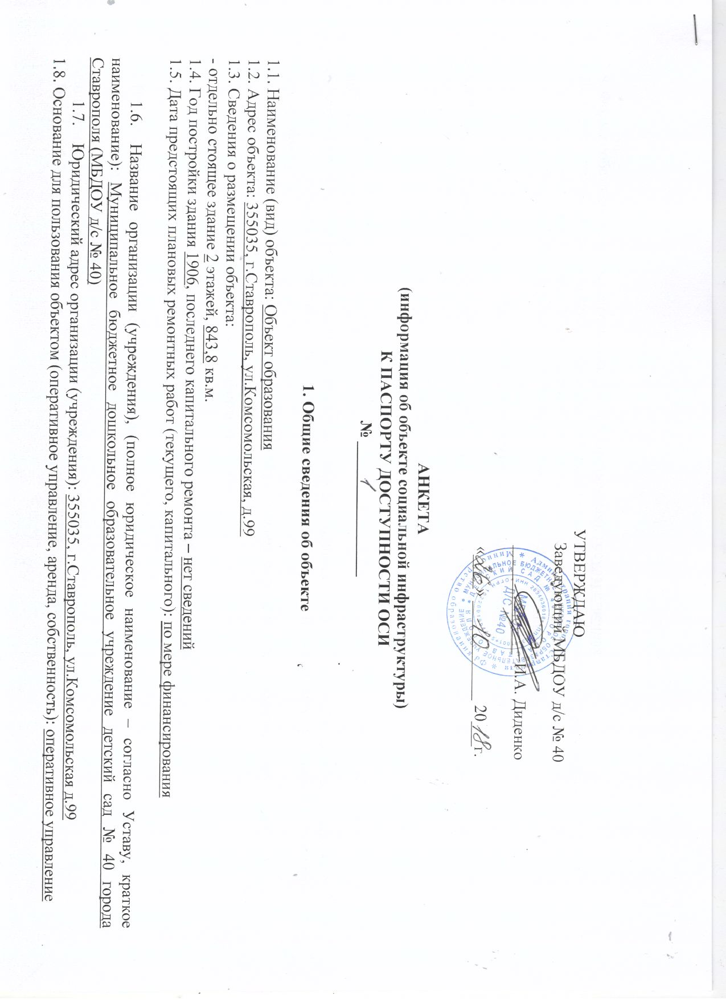 УТВЕРЖДАЮ
Заведующий МБДОУ д/с № 40
И.А. Диденко
«26» 10 2018г.
АНКЕТА
(информация об объекте социальной инфраструктуры)
К ПАСПОРТУ ДОСТУПНОСТИ ОСИ
№ 1
1. Общие сведения об объекте
1.1. Наименование (вид) объекта: Объект образования
1.2. Адрес объекта: 355035, г.Ставрополь, ул.Комсомольская, д.99
1.3. Сведения о размещении объекта:
- отдельно стоящее здание 2 этажей, 843,8 кв.м.
1.4. Год постройки здания 1906, последнего капитального ремонта – нет сведений
1.5. Дата предстоящих плановых ремонтных работ (текущего, капитального): по мере финансирования
1.6. Название организации (учреждения), (полное юридическое наименование – согласно Уставу, краткое
наименование): Муниципальное бюджетное дошкольное образовательное учреждение детский сад № 40 города
Ставрополя (МБДОУ д/с № 40)
1.7. Юридический адрес организации (учреждения): 355035, г.Ставрополь, ул.Комсомольская д.99
1.8. Основание для пользования объектом (оперативное управление, аренда, собственность): оперативное управление